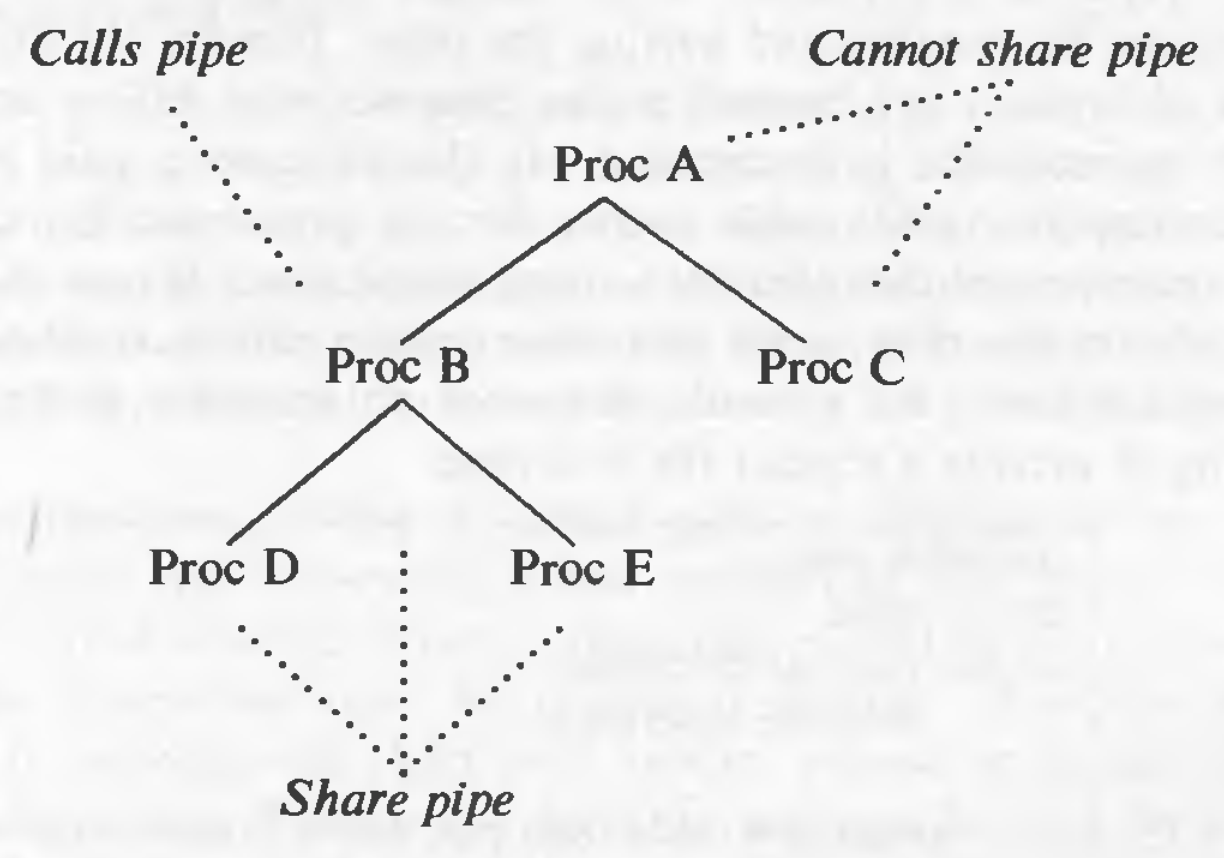 Calls pipe
Cannot share pipe
Proc A
Proc B
Proc C
Proc D
Proc E
Share pipe